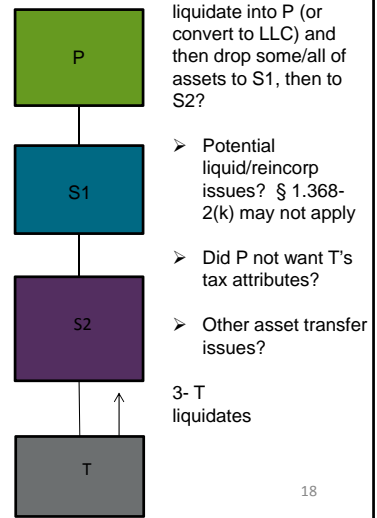 liquidate into P (or
convert to LLC) and
then drop some/all of
assets to S1, then to
S2?
➢ Potential
liquid/reincorp
issues? § 1.368-
2(k) may not apply
➢ Did P not want T's
tax attributes?
➢ Other asset transfer
issues?
3- T
liquidates
P
S1
S2
T
18